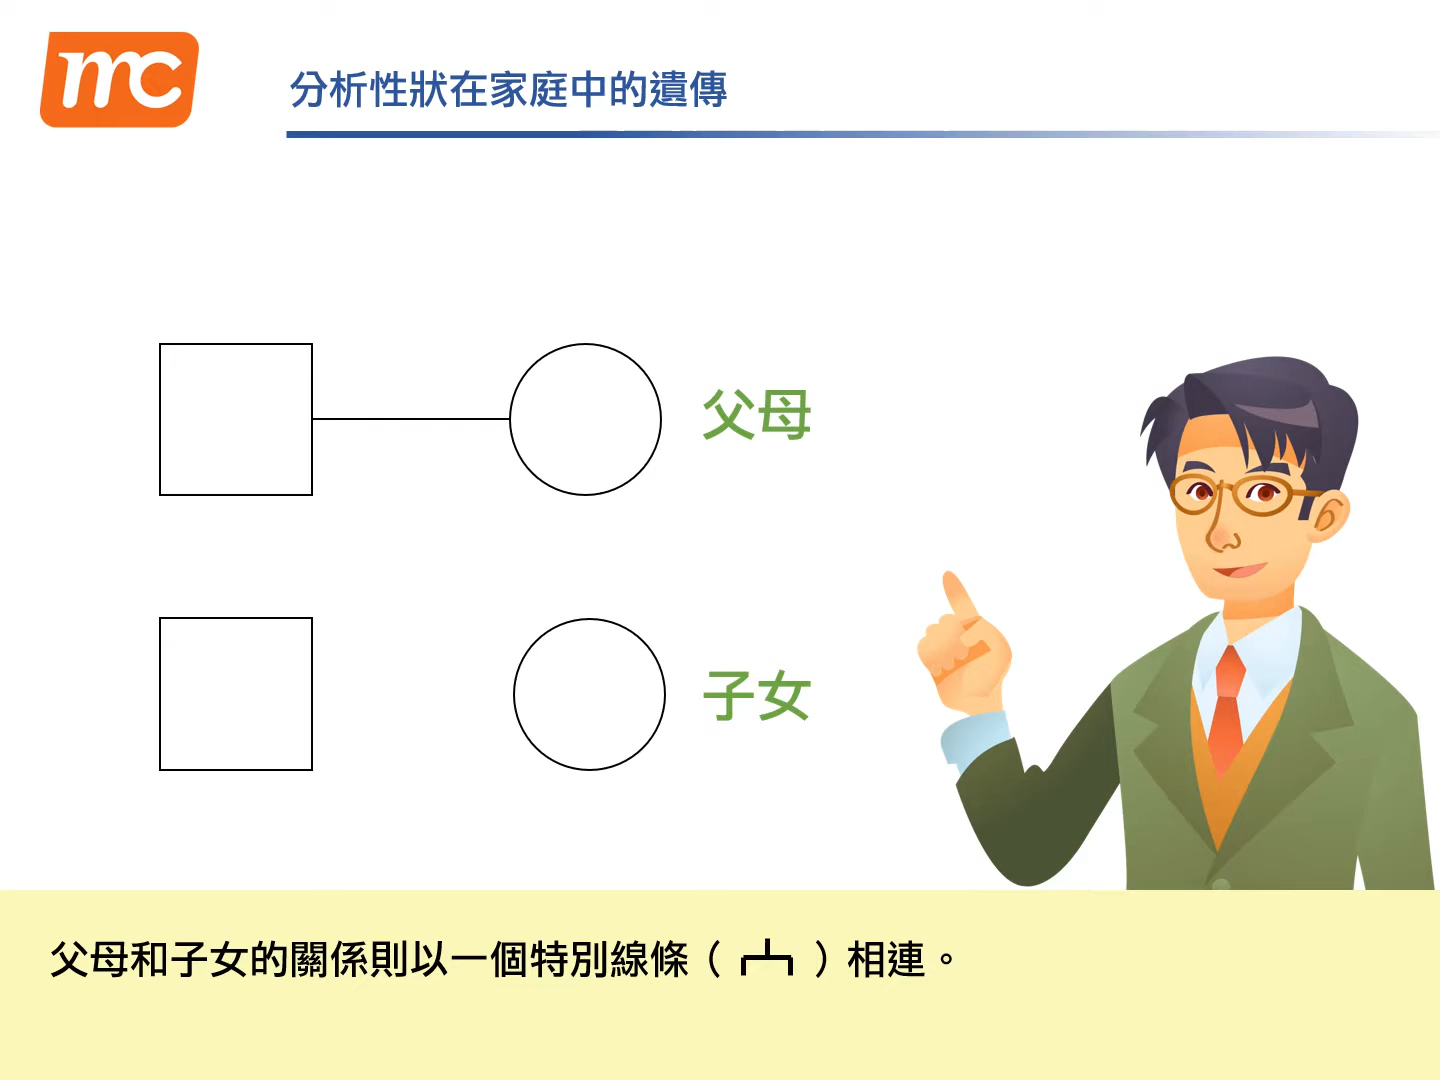 mc
分析性狀在家庭中的遺傳
父母
子女
父母和子女的關係則以一個特別線條（ ）相連。